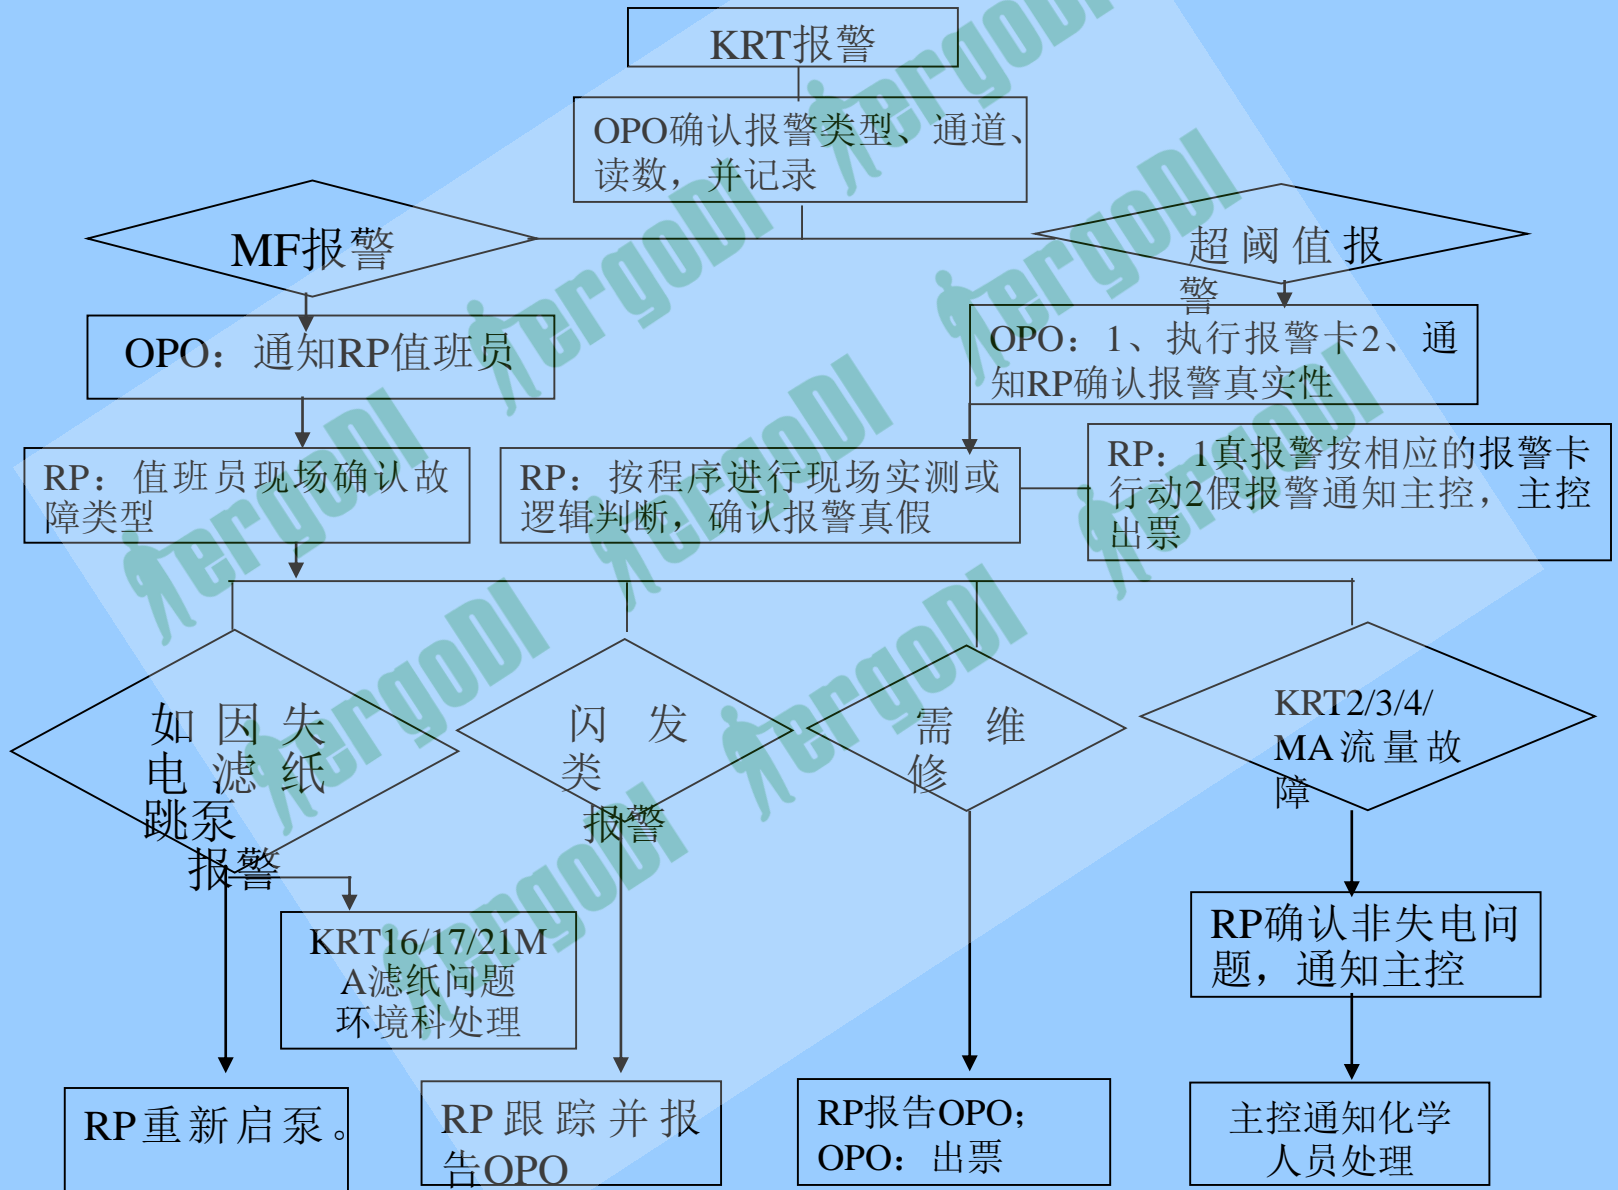 KRT报警
OPO确认报警类型、通道、
读数，并记录
MF报警
超阈值报
警
OPO：通知RP值班员
OPO：1、执行报警卡2、通
知RP确认报警真实性
RP：值班员现场确认故
障类型
RP：按程序进行现场实测或
逻辑判断，确认报警真假
RP：1真报警按相应的报警卡
行动2假报警通知主控，主控
出票
如因失
电滤纸
跳泵
报警
闪发
类
报警
需维
修
KRT2/3/4/
MA流量故
障
KRT16/17/21M
A滤纸问题
环境科处理
RP确认非失电问
题，通知主控
RP重新启泵。
RP跟踪并报
告OPO
RP报告OPO；
OPO：出票
主控通知化学
人员处理
ergoDI
ergoDI
ergoDI
ergoDI
ergoDI
ergoDI
ergoDI
ergoDI
ergoDI